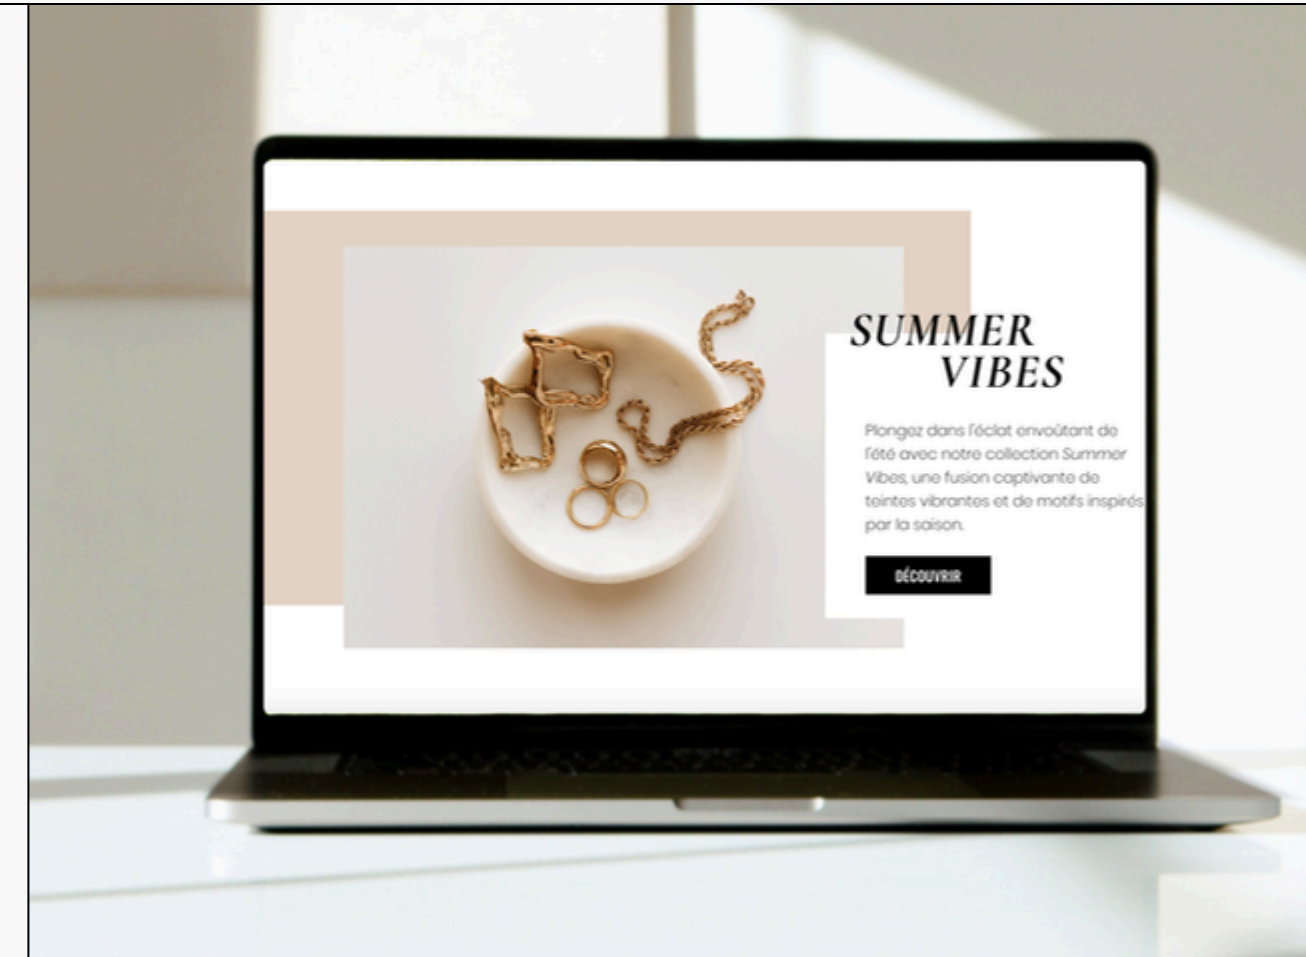 SUMMER
VIBES
Plongez dans l'éclat envoûtant de
l'été avec notre collection Summer
Vibes, une fusion captivante de
teintes vibrantes et de motifs inspirés
par la saison.
DÉCOUVRIR